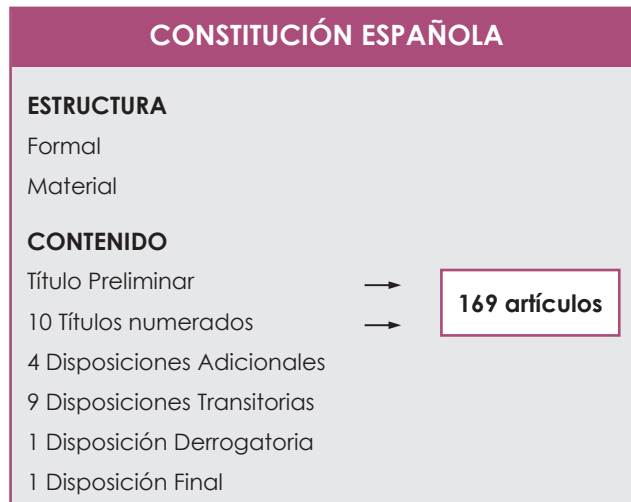 CONSTITUCIÓN ESPAÑOLA
ESTRUCTURA
Formal
Material
CONTENIDO
Título Preliminar →
10 Títulos numerados →
169 artículos
4 Disposiciones Adicionales
9 Disposiciones Transitorias
1 Disposición Derrogatoria
1 Disposición Final